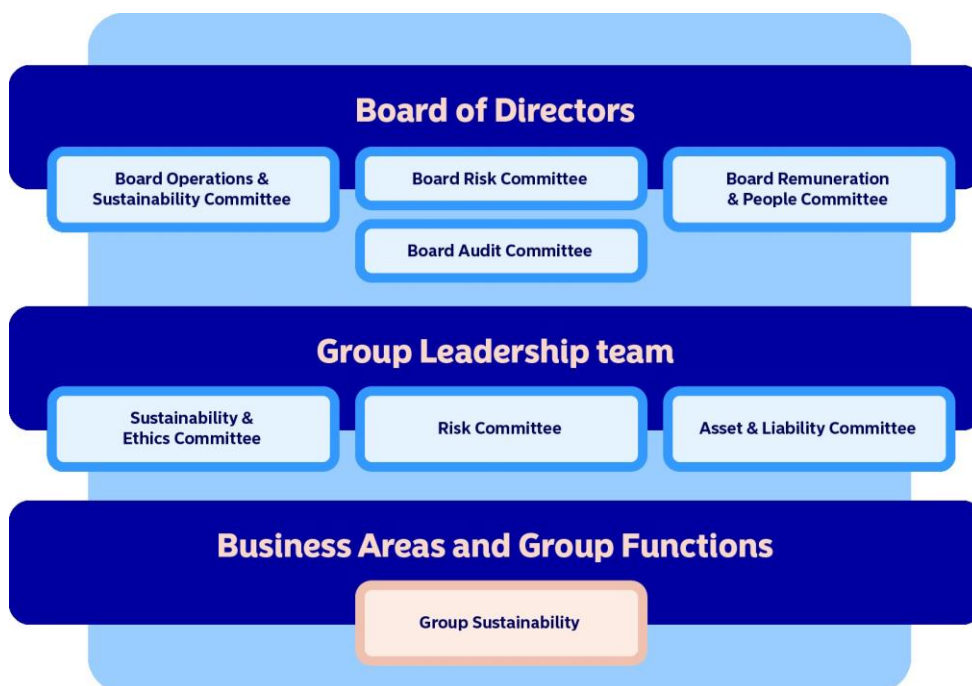 Board of Directors
Board Operations &
Sustainability Committee
Board Risk Committee
Board Remuneration
& People Committee
Board Audit Committee
Group Leadership team
Sustainability &
Ethics Committee
Risk Committee
Asset & Liability Committee
Business Areas and Group Functions
Group Sustainability